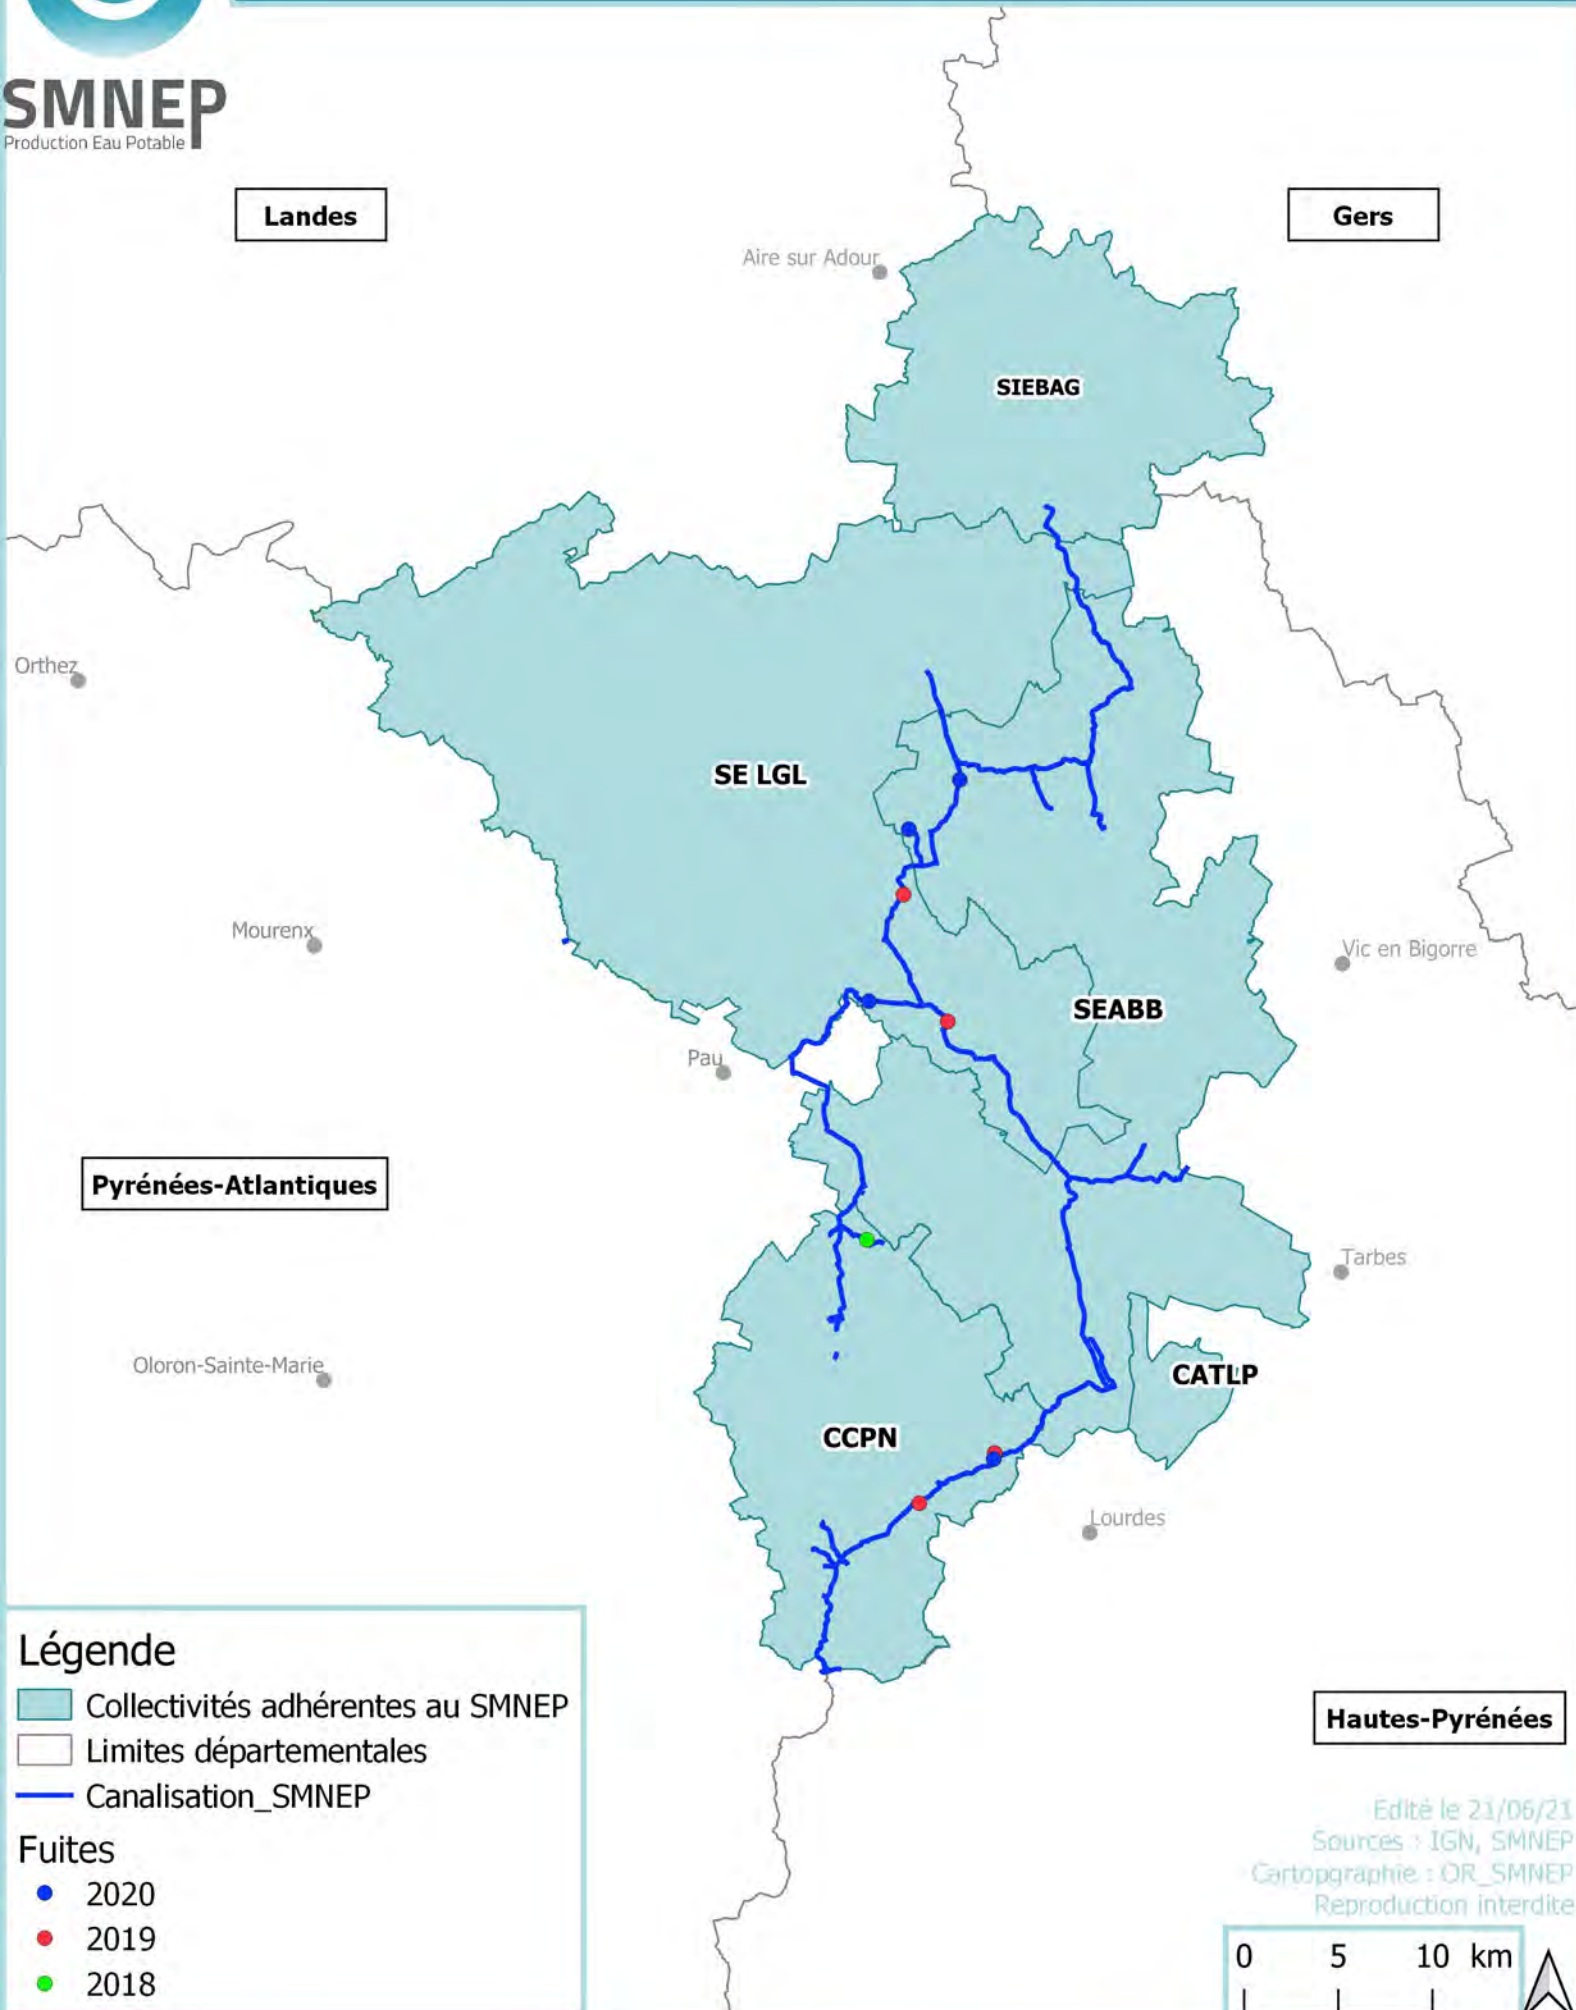 SMNEP
Production Eau Potable
Landes
Gers
Aire sur Adour
SIEBAG
Orthez
SE LGL
Mourenx
Vic en Bigorre
SEABB
Pau
Pyrénées-Atlantiques
Tarbes
Oloron-Sainte-Marie
CATLP
CCPN
Lourdes
Légende
Collectivités adhérentes au SMNEP
Limites départementales
Canalisation_SMNEP
Fuites
2020
2019
2018
Hautes-Pyrénées
Edité le 21/06/21
Sources : IGN, SMNEP
Cartopgraphie : OR_SMNEP
Reproduction interdite
0 5 10 km